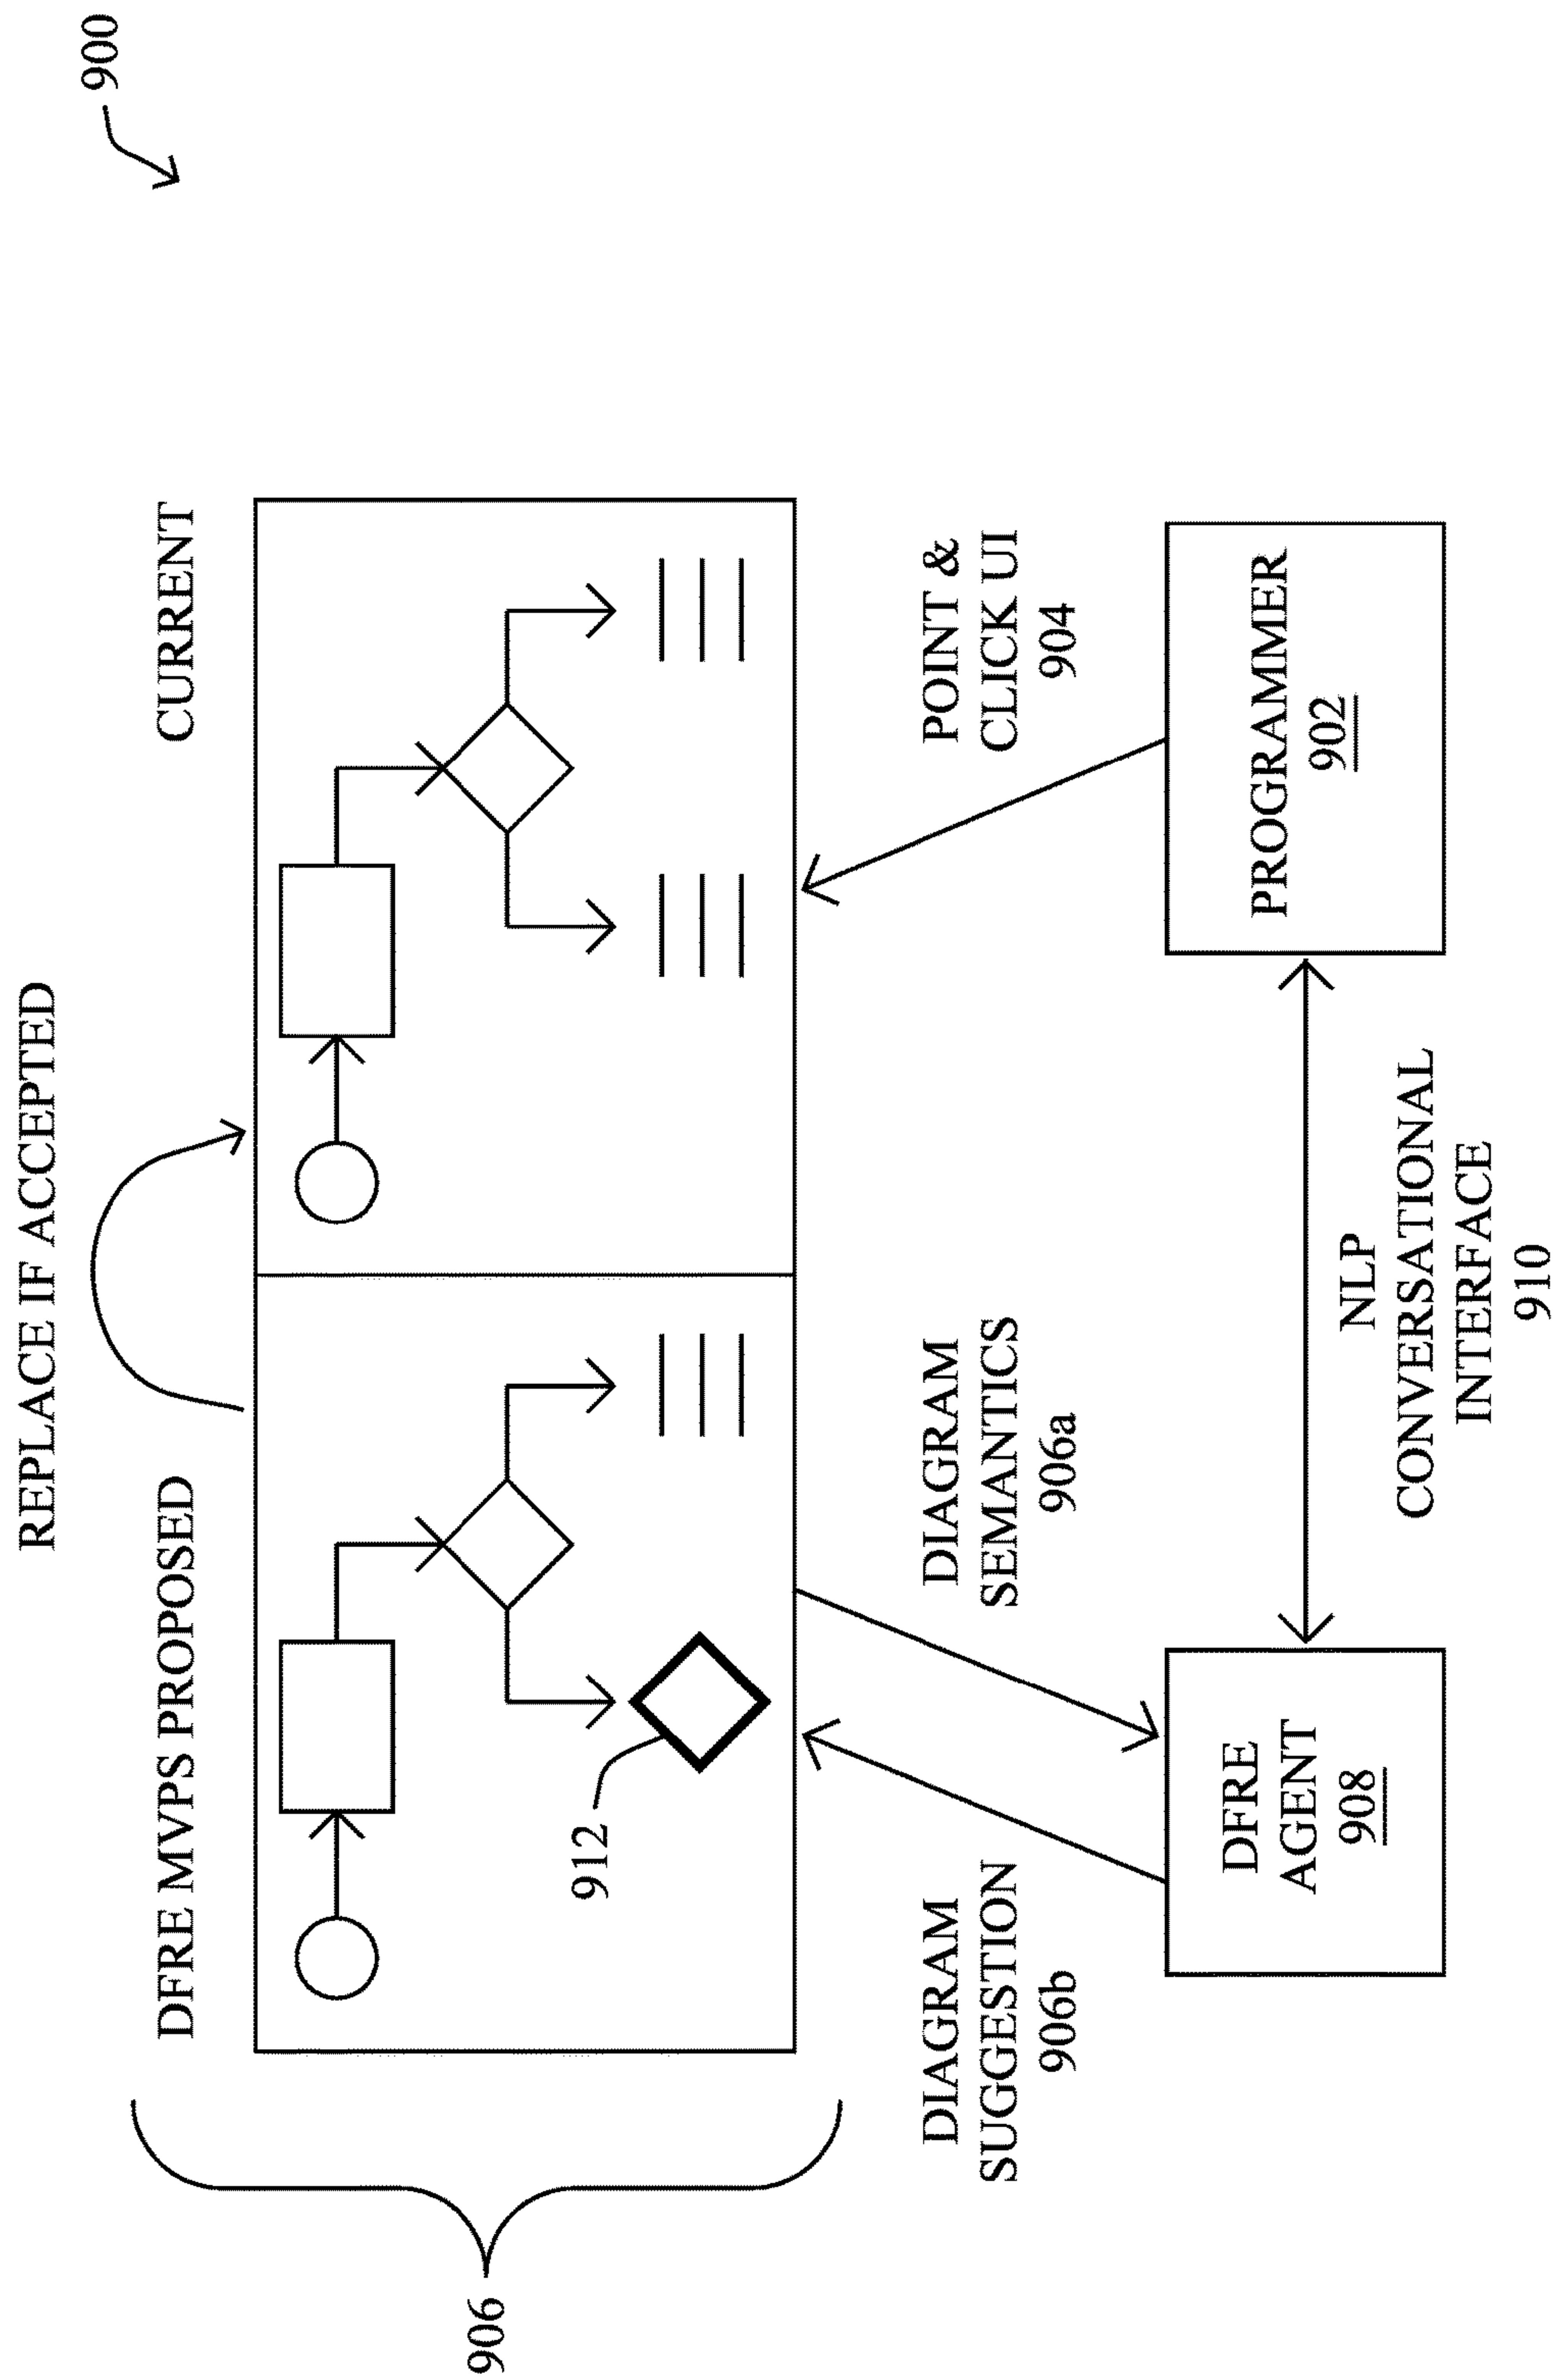 900
REPLACE IF ACCEPTED
DFRE MVPS PROPOSED
CURRENT
912
906
DIAGRAM
SUGGESTION
906b
DIAGRAM
SEMANTICS
906a
POINT &
CLICK UI
904
DFRE
AGENT
908
NLP
CONVERSATIONAL
INTERFACE
910
PROGRAMMER
902